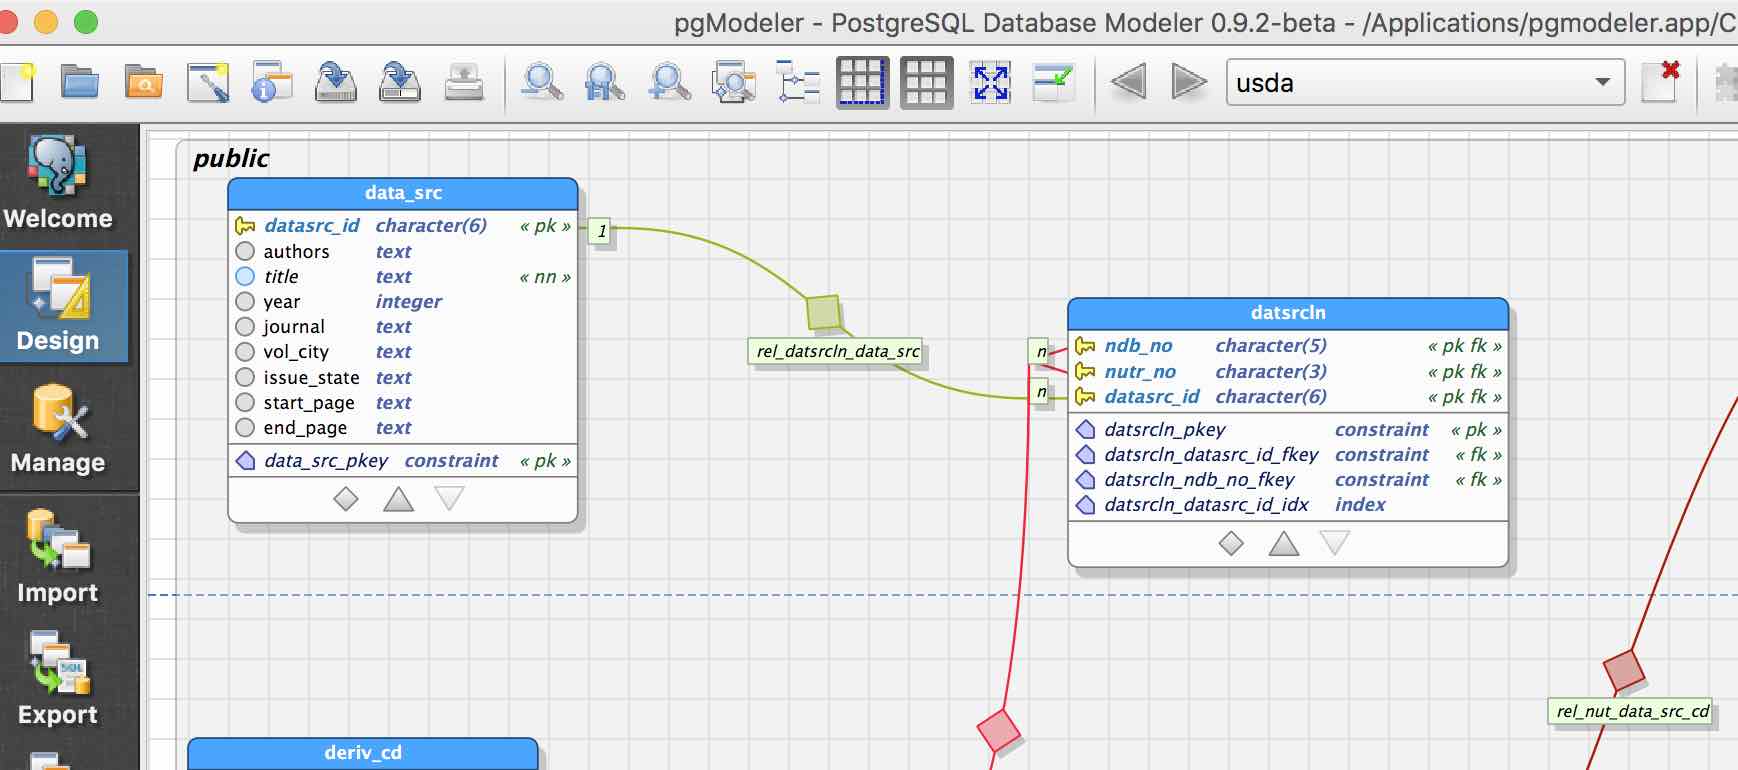 pgModeler - PostgreSQL Database Modeler 0.9.2-beta - /Applications/pgmodeler.app/C
usda
Welcome
Design
Manage
Import
SQL
Export
public
data_src
datasrc_id character(6) « pk »
authors text
title text « nn »
year integer
journal text
vol_city text
issue_state text
start_page text
end_page text
data_src_pkey constraint « pk »
1
rel_datsrcln_data_src
n
n
datsrcln
ndb_no character(5) « pk fk »
nutr_no character(3) « pk fk »
datasrc_id character(6) « pk fk »
datsrcln_pkey constraint « pk »
datsrcln_datasrc_id_fkey constraint « fk »
datsrcln_ndb_no_fkey constraint « fk »
datsrcln_datasrc_id_idx index
rel_nut_data_src_cd
deriv_cd